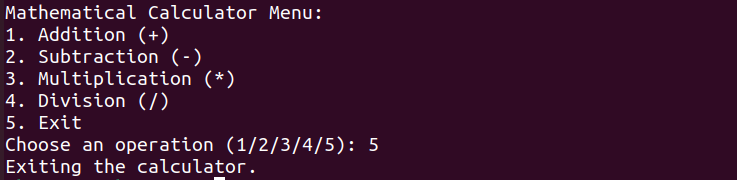 Mathematical Calculator Menu:
1. Addition (+)
2. Subtraction (-)
3. Multiplication (*)
4. Division (/)
5. Exit
Choose an operation (1/2/3/4/5): 5
Exiting the calculator.